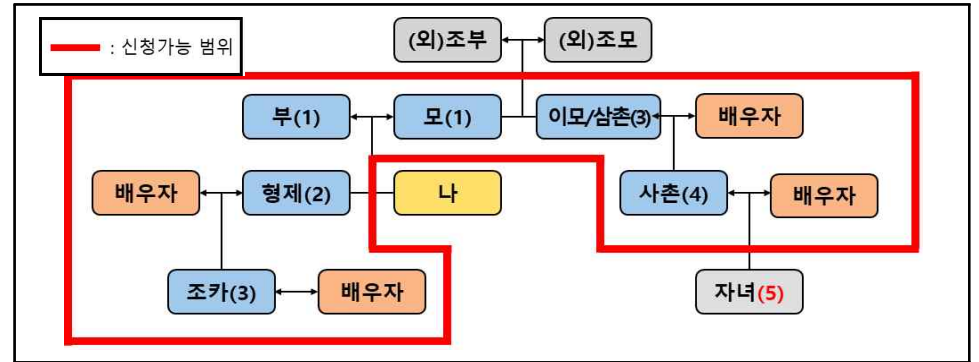 : 신청가능 범위
(외)조부
(외)조모
부(1)
모(1)
이모/삼촌(3)
배우자
배우자
형제(2)
나
사촌(4)
배우자
조카(3)
배우자
자녀(5)